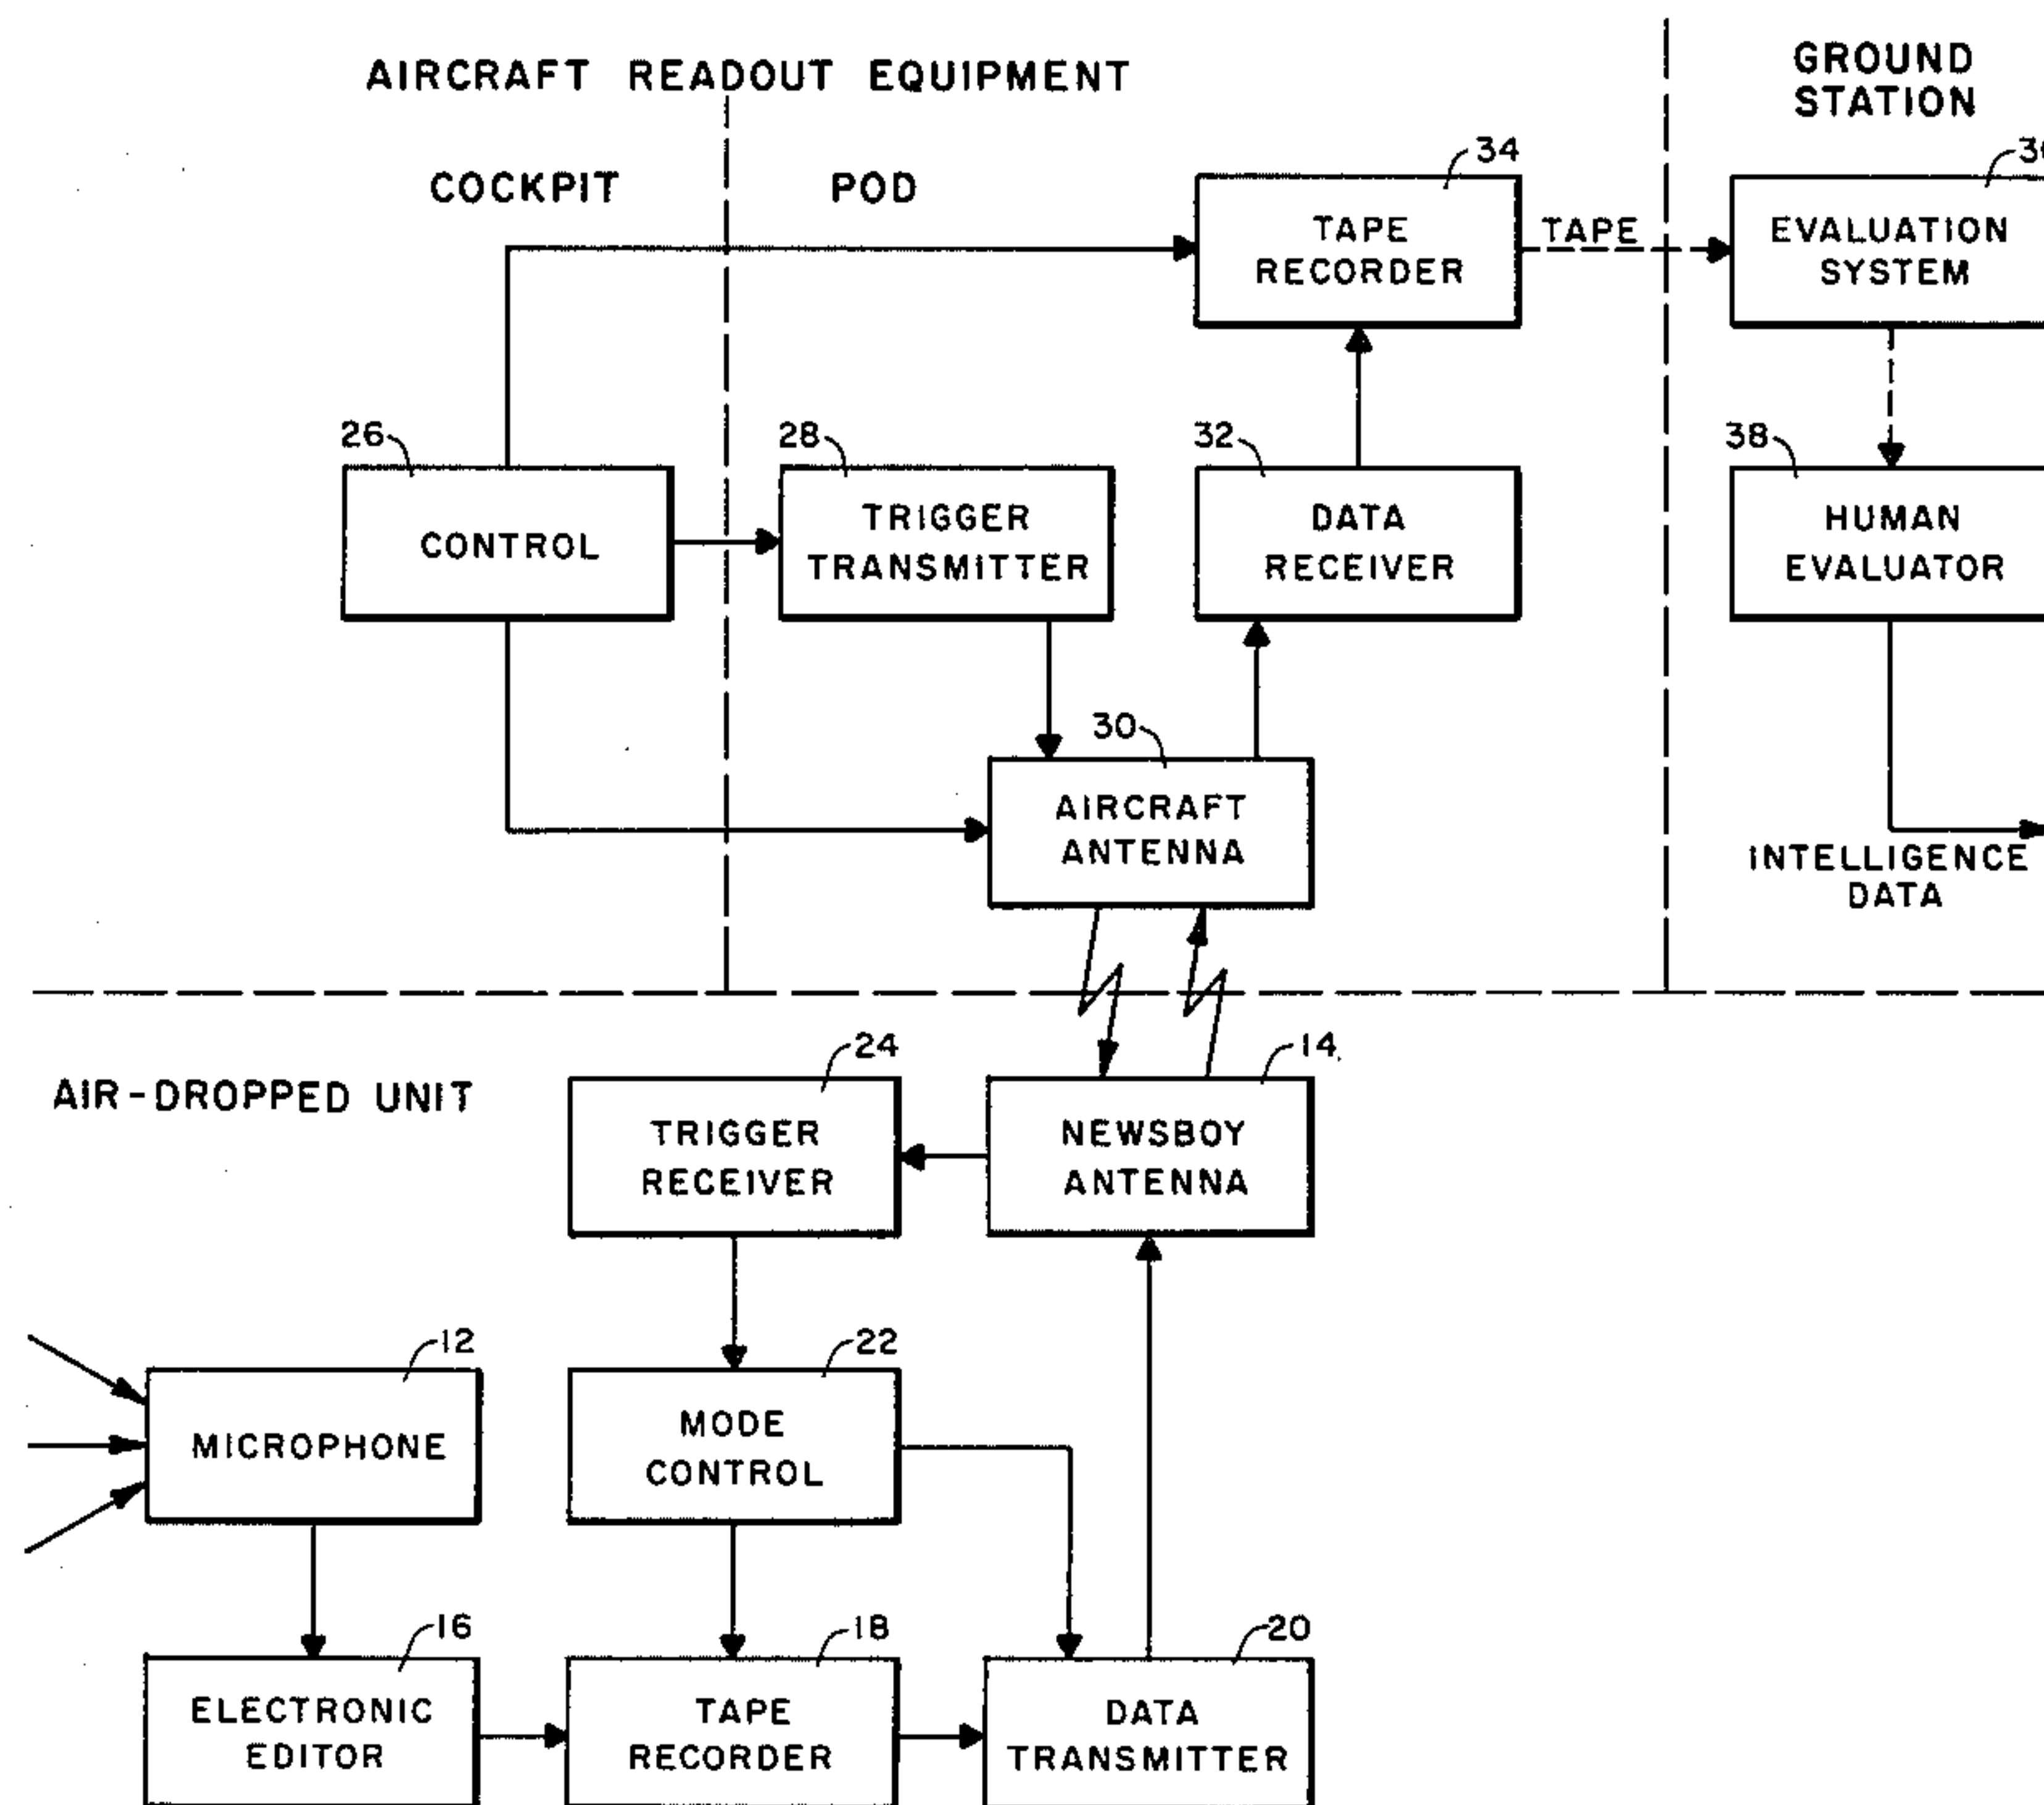 AIRCRAFT READOUT EQUIPMENT
GROUND
STATION
COCKPIT
POD
34
TAPE
RECORDER
TAPE
EVALUATION
SYSTEM
26
CONTROL
28
TRIGGER
TRANSMITTER
32
DATA
RECEIVER
38
HUMAN
EVALUATOR
30
AIRCRAFT
ANTENNA
INTELLIGENCE
DATA
AIR-DROPPED UNIT
24
TRIGGER
RECEIVER
14
NEWSBOY
ANTENNA
12
MICROPHONE
22
MODE
CONTROL
16
ELECTRONIC
EDITOR
18
TAPE
RECORDER
20
DATA
TRANSMITTER